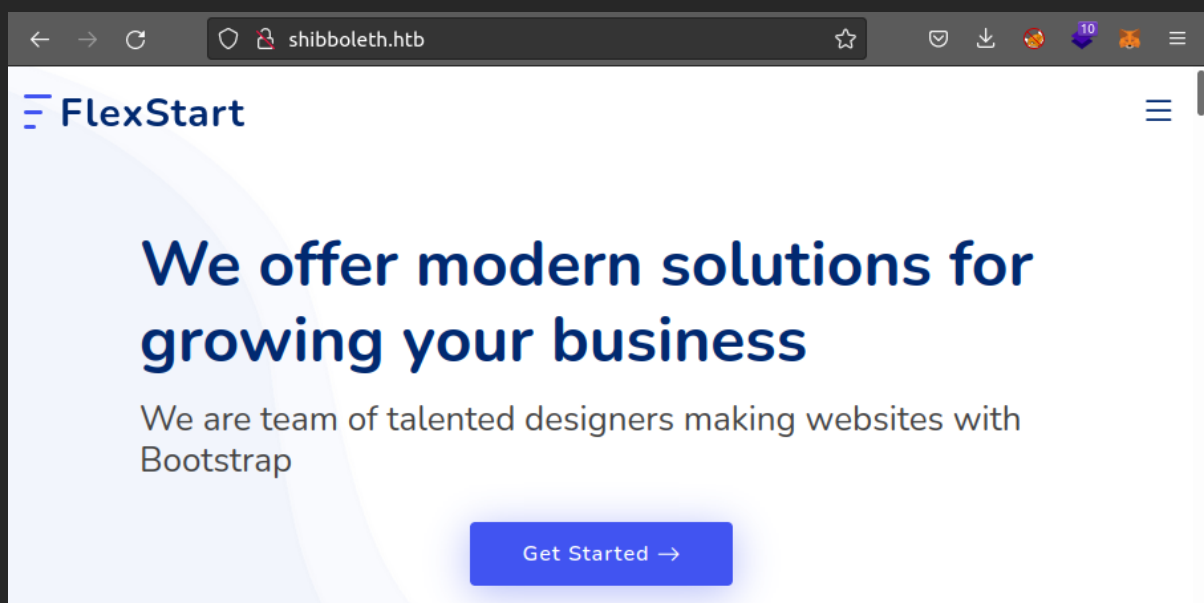 shibboleth.htb
10
FlexStart
We offer modern solutions for
growing your business
We are team of talented designers making websites with
Bootstrap
Get Started →